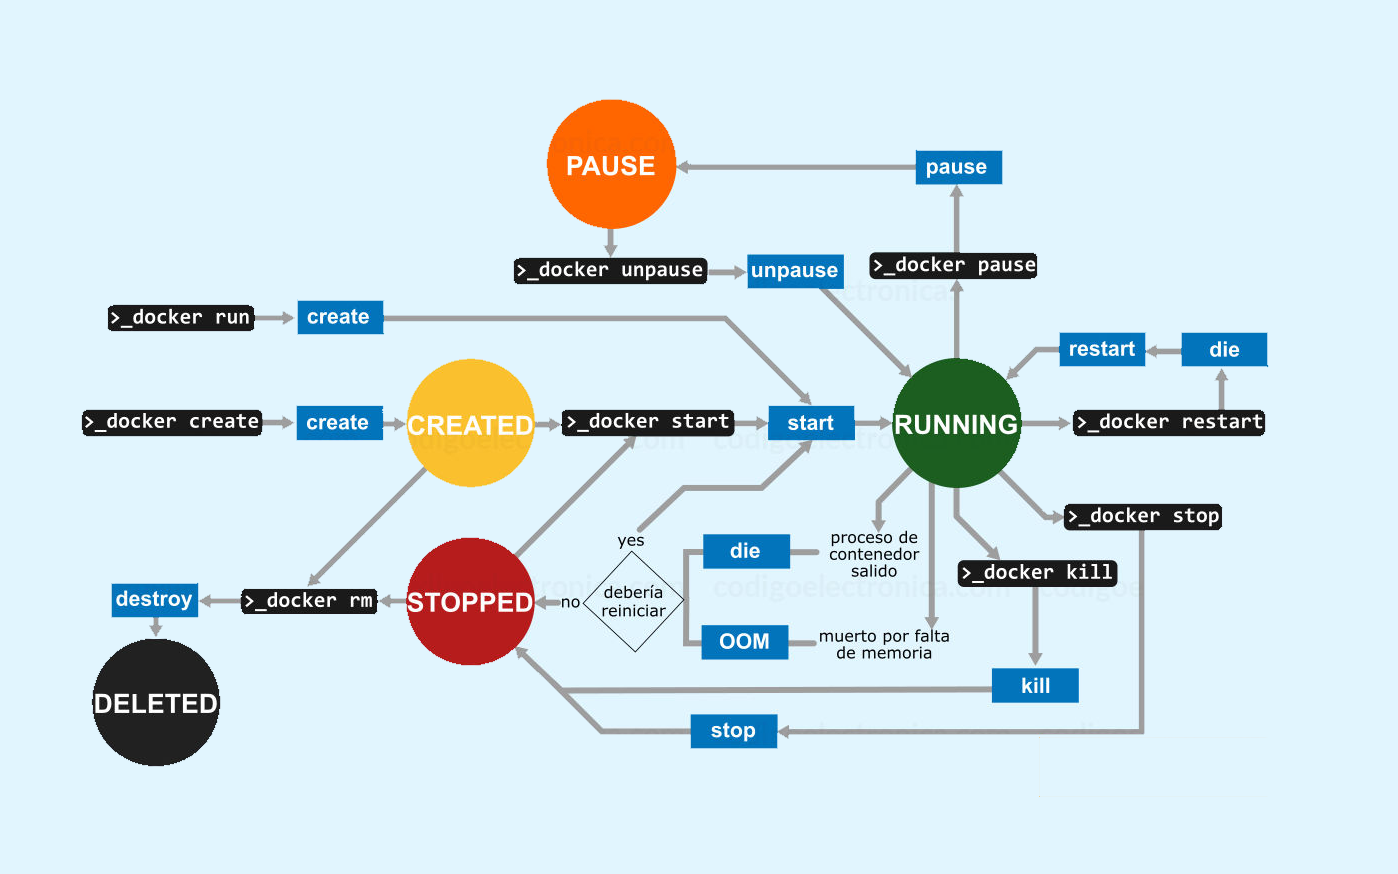 PAUSE
pause
>_docker unpause
unpause
>_docker pause
>_docker run
create
restart
die
>_docker create
create
CREATED
>_docker start
start
RUNNING
>_docker restart
>_docker stop
yes
die
proceso de
contenedor
salido
>_docker kill
destroy
>_docker rm
STOPPED
no
debería
reiniciar
OOM
muerto por falta
de memoria
DELETED
kill
stop
codigoelectronica.com